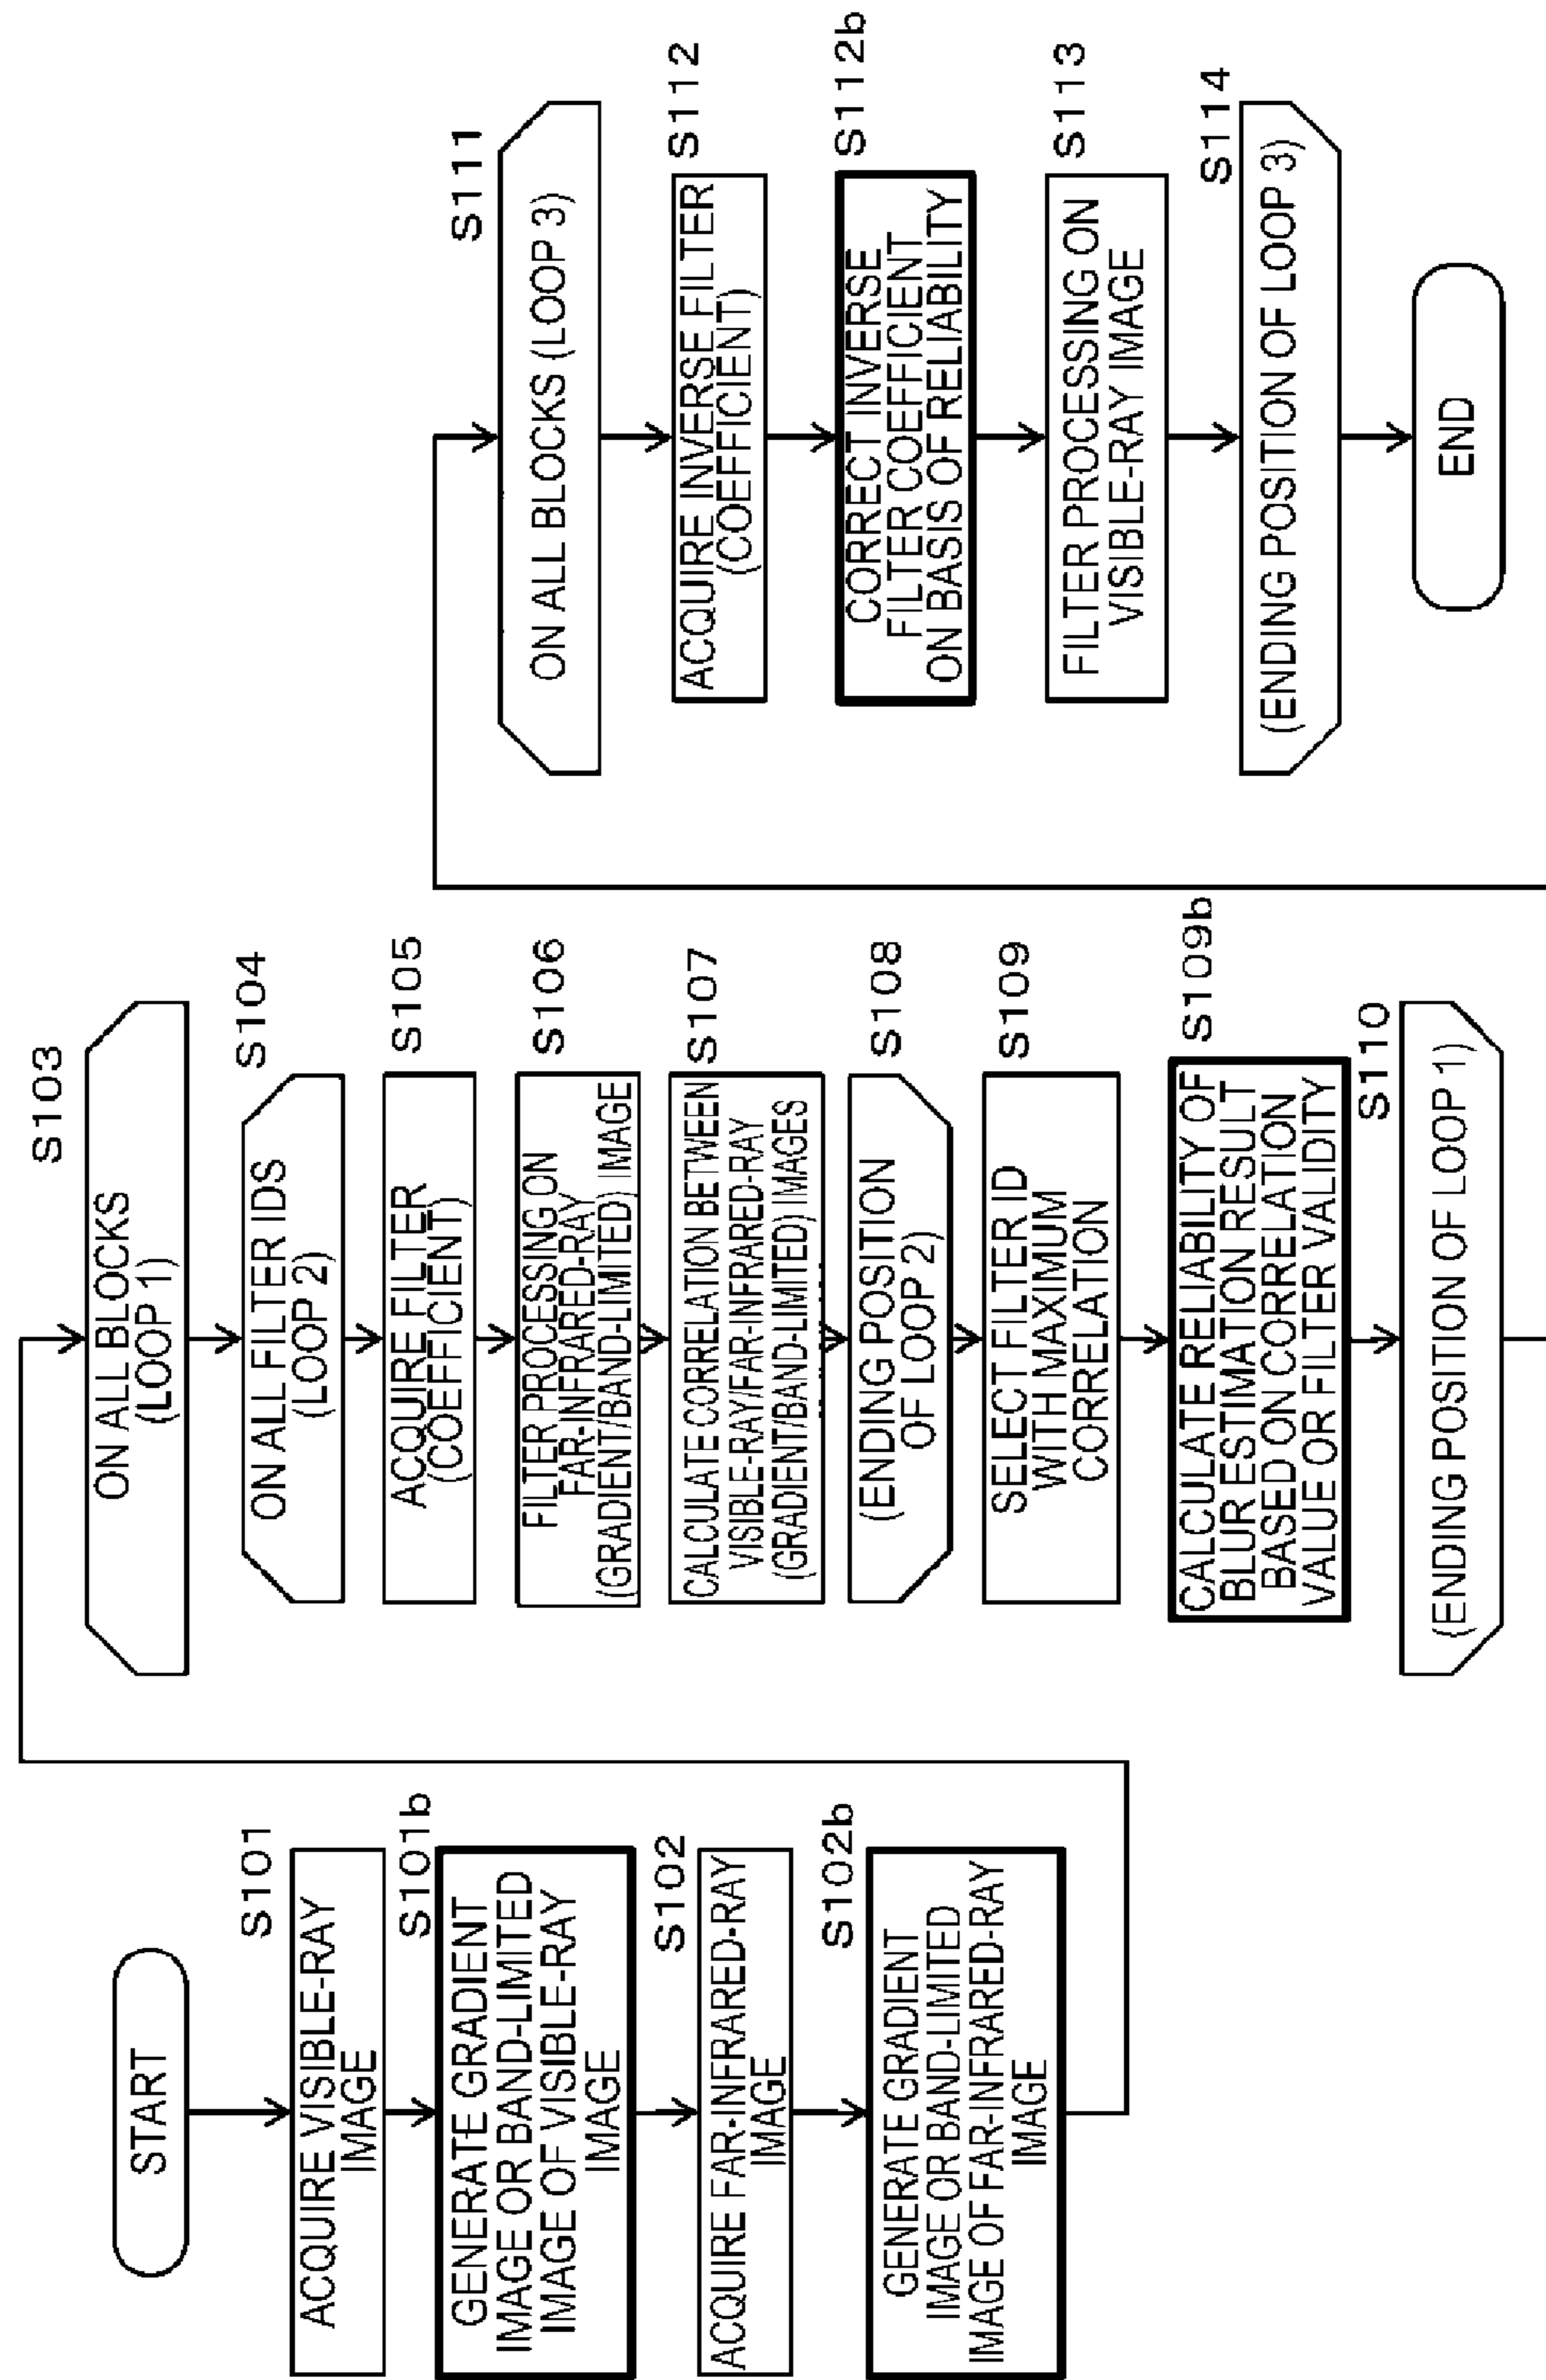 START
S101
ACQUIRE VISIBLE-RAY
IMAGE
S101b
GENERATE GRADIENT
IMAGE OR BAND-LIMITED
IMAGE OF VISIBLE-RAY
IMAGE
S102
ACQUIRE FAR-INFRARED-RAY
IMAGE
S102b
GENERATE GRADIENT
IMAGE OR BAND-LIMITED
IMAGE OF FAR-INFRARED-RAY
IMAGE
S103
ON ALL BLOCKS
(LOOP 1)
S104
ON ALL FILTER IDS
(LOOP 2)
S105
ACQUIRE FILTER
(COEFFICIENT)
S106
FILTER PROCESSING ON
FAR-INFRARED-RAY
(GRADIENT/BAND-LIMITED) IMAGE
S107
CALCULATE CORRELATION BETWEEN
VISIBLE-RAY/FAR-INFRARED-RAY
(GRADIENT/BAND-LIMITED) IMAGES
S108
(ENDING POSITION
OF LOOP 2)
S109
SELECT FILTER ID
WITH MAXIMUM
CORRELATION
S109b
CALCULATE RELIABILITY OF
BLUR ESTIMATION RESULT
BASED ON CORRELATION
VALUE OR FILTER VALIDITY
S110
(ENDING POSITION OF LOOP 1)
S111
ON ALL BLOCKS (LOOP 3)
S112
ACQUIRE INVERSE FILTER
(COEFFICIENT)
S112b
CORRECT INVERSE
FILTER COEFFICIENT
ON BASIS OF RELIABILITY
S113
FILTER PROCESSING ON
VISIBLE-RAY IMAGE
S114
(ENDING POSITION OF LOOP 3)
END